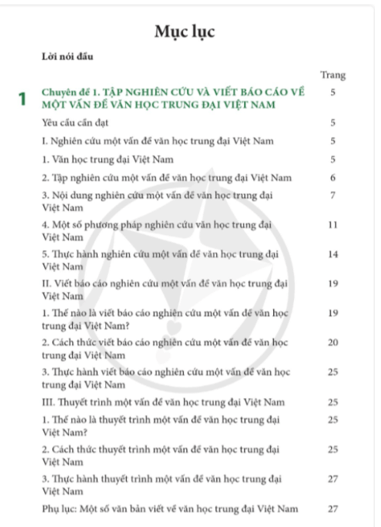 Mục lục
Lời nói đầu
Trang
1
Chuyên đề 1. TẬP NGHIÊN CỨU VÀ VIẾT BÁO CÁO VỀ 5
MỘT VẤN ĐỀ VĂN HỌC TRUNG ĐẠI VIỆT NAM
Yêu cầu cần đạt 5
I. Nghiên cứu một vấn đề văn học trung đại Việt Nam 5
1. Văn học trung đại Việt Nam 5
2. Tập nghiên cứu một vấn đề văn học trung đại Việt Nam 6
3. Nội dung nghiên cứu một vấn đề văn học trung đại 7
Việt Nam
4. Một số phương pháp nghiên cứu văn học trung đại 11
Việt Nam
5. Thực hành nghiên cứu một vấn đề văn học trung đại 14
Việt Nam
II. Viết báo cáo nghiên cứu một vấn đề văn học trung đại 19
Việt Nam
1. Thế nào là viết báo cáo nghiên cứu một vấn đề văn học 19
trung đại Việt Nam?
2. Cách thức viết báo cáo nghiên cứu một vấn đề văn học 20
trung đại Việt Nam
3. Thực hành viết báo cáo nghiên cứu một vấn đề văn học 25
trung đại Việt Nam
III. Thuyết trình một vấn đề văn học trung đại Việt Nam 25
1. Thế nào là thuyết trình một vấn đề văn học trung đại 25
Việt Nam?
2. Cách thức thuyết trình một vấn đề văn học trung đại 25
Việt Nam
3. Thực hành thuyết trình một vấn đề văn học trung đại 27
Việt Nam
Phụ lục: Một số văn bản viết về văn học trung đại Việt Nam 27